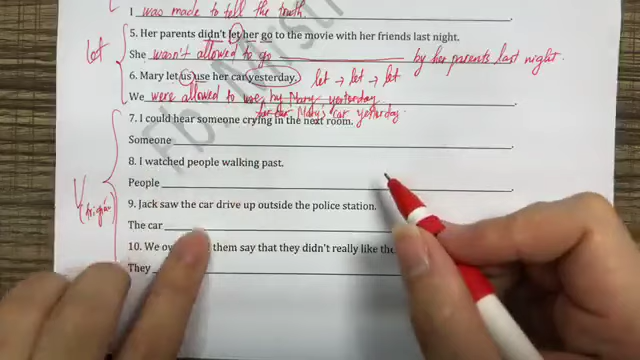 I was made to tell the truth.
5. Her parents didn't let her go to the movie with her friends last night.
let
She wasn't allowed to go by her parents last night.
6. Mary let us use her car yesterday. let → let → let
We were allowed to use by Mary yesterday
Mary's car yesterday.
7. I could hear someone crying in the next room.
Someone
8. I watched people walking past.
People
9. Jack saw the car drive up outside the police station.
The car
10. We them say that they didn't really like the
They